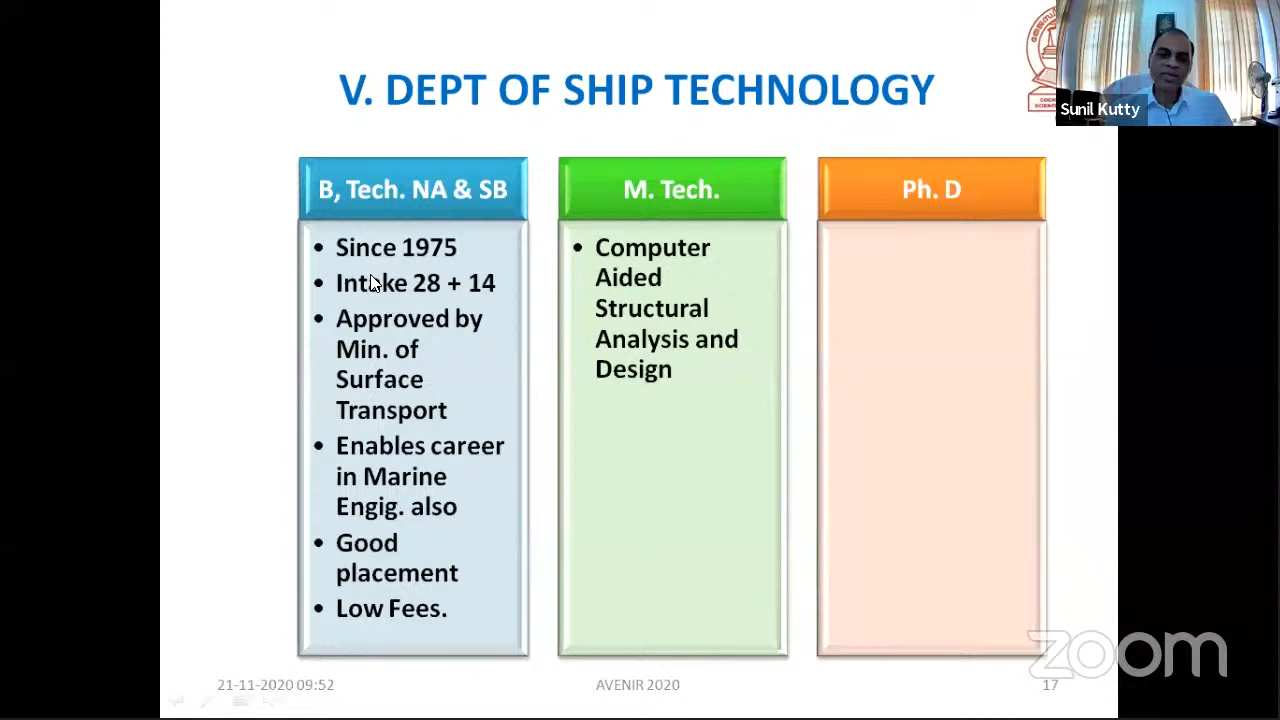 V. DEPT OF SHIP TECHNOLOGY
Sunil Kutty
B, Tech. NA & SB
• Since 1975
• Intake 28 + 14
• Approved by
Min. of
Surface
Transport
• Enables career
in Marine
Engig. also
• Good
placement
• Low Fees.
M. Tech.
• Computer
Aided
Structural
Analysis and
Design
Ph. D
zoom
21-11-2020 09:52
AVENIR 2020
17